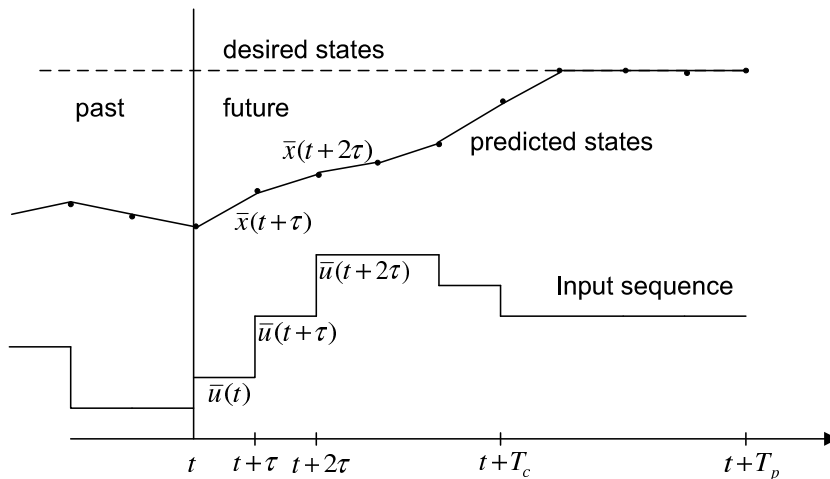 desired states
past
future
x̅(t+2τ)
predicted states
x̅(t+τ)
u̅(t+2τ)
Input sequence
u̅(t+τ)
u̅(t)
t
t+τ
t+2τ
t+T_c
t+T_p